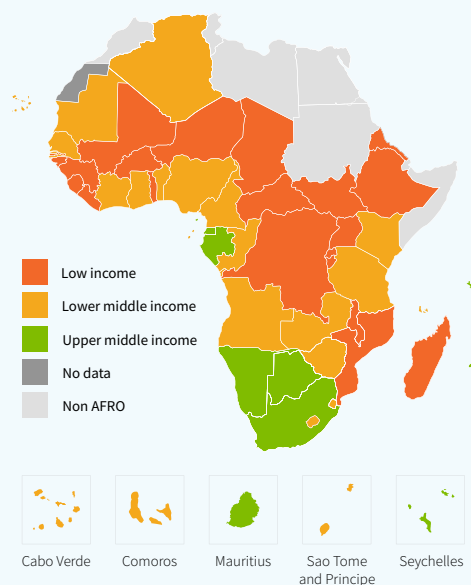 Low income
Lower middle income
Upper middle income
No data
Non AFRO
Cabo Verde
Comoros
Mauritius
Sao Tome
and Principe
Seychelles